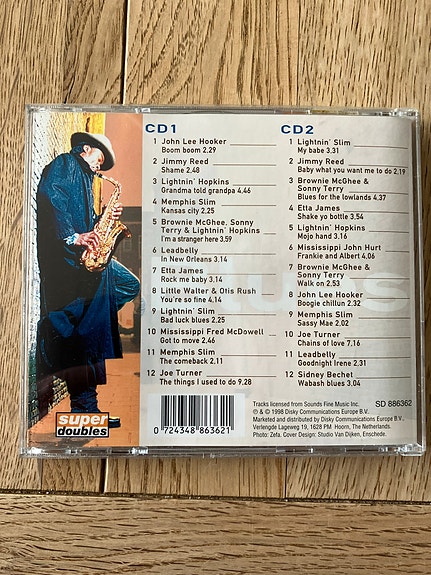 CD1
1 John Lee Hooker
Boom boom 2.29
2 Jimmy Reed
Shame 2.48
3 Lightnin' Hopkins
Grandma told grandpa 4.46
4 Memphis Slim
Kansas city 2.25
5 Brownie McGhee, Sonny
Terry & Lightnin' Hopkins
I'm a stranger here 3.59
6 Leadbelly
In New Orleans 3.14
7 Etta James
Rock me baby 3.14
8 Little Walter & Otis Rush
You're so fine 4.14
9 Lightnin' Slim
Bad luck blues 2.25
10 Mississippi Fred McDowell
Got to move 2.46
11 Memphis Slim
The comeback 2.11
12 Joe Turner
The things I used to do 9.28
CD2
1 Lightnin' Slim
My babe 3.31
2 Jimmy Reed
Baby what you want me to do 2.19
3 Brownie McGhee &
Sonny Terry
Blues for the lowlands 4.37
4 Etta James
Shake yo bottle 3.54
5 Lightnin' Hopkins
Mojo hand 3.16
6 Mississippi John Hurt
Frankie and Albert 4.06
7 Brownie McGhee &
Sonny Terry
Walk on 2.53
8 John Lee Hooker
Boogie chillun 2.32
9 Memphis Slim
Sassy Mae 2.02
10 Joe Turner
Chains of love 7.16
11 Leadbelly
Goodnight Irene 2.31
12 Sidney Bechet
Wabash blues 3.04
super
doubles
0 724348 863621
Tracks licensed from Sounds Fine Music Inc.
SD 886362
℗ & © 1998 Disky Communications Europe B.V.
Marketed and distributed by Disky Communications Europe B.V.
Verlengde Lageweg 19, 1628 PM Hoorn, The Netherlands.
Photo: Zefa. Cover Design: Studio Van Dijken, Enschede.